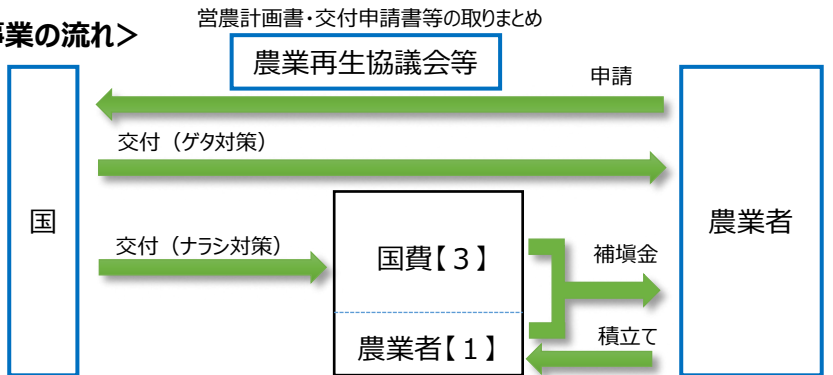 営農計画書・交付申請書等の取りまとめ
業の流れ＞
農業再生協議会等
申請
交付（ゲタ対策）
国
農業者
交付（ナラシ対策）
国費【３】
補塡金
農業者【１】
積立て